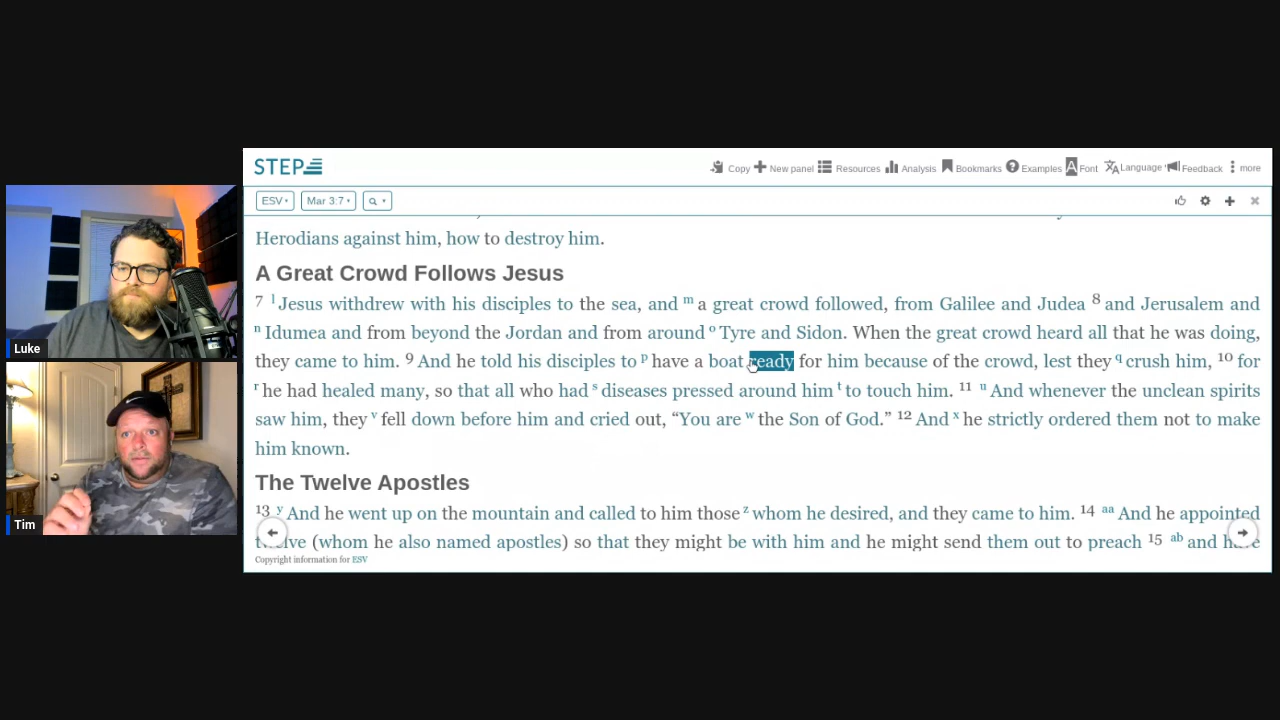 STEP
Copy New panel Resources Analysis Bookmarks Examples Font Language Feedback more
ESV Mar 3:7
Herodians against him, how to destroy him.
A Great Crowd Follows Jesus
7 l Jesus withdrew with his disciples to the sea, and m a great crowd followed, from Galilee and Judea 8 and Jerusalem and
n Idumea and from beyond the Jordan and from around o Tyre and Sidon. When the great crowd heard all that he was doing,
they came to him. 9 And he told his disciples to p have a boat ready for him because of the crowd, lest they q crush him, 10 for
r he had healed many, so that all who had s diseases pressed around him t to touch him. 11 u And whenever the unclean spirits
saw him, they v fell down before him and cried out, “You are w the Son of God.” 12 And x he strictly ordered them not to make
him known.
The Twelve Apostles
13 y And he went up on the mountain and called to him those z whom he desired, and they came to him. 14 aa And he appointed
twelve (whom he also named apostles) so that they might be with him and he might send them out to preach 15 ab and have
Copyright information for ESV
Luke
Tim